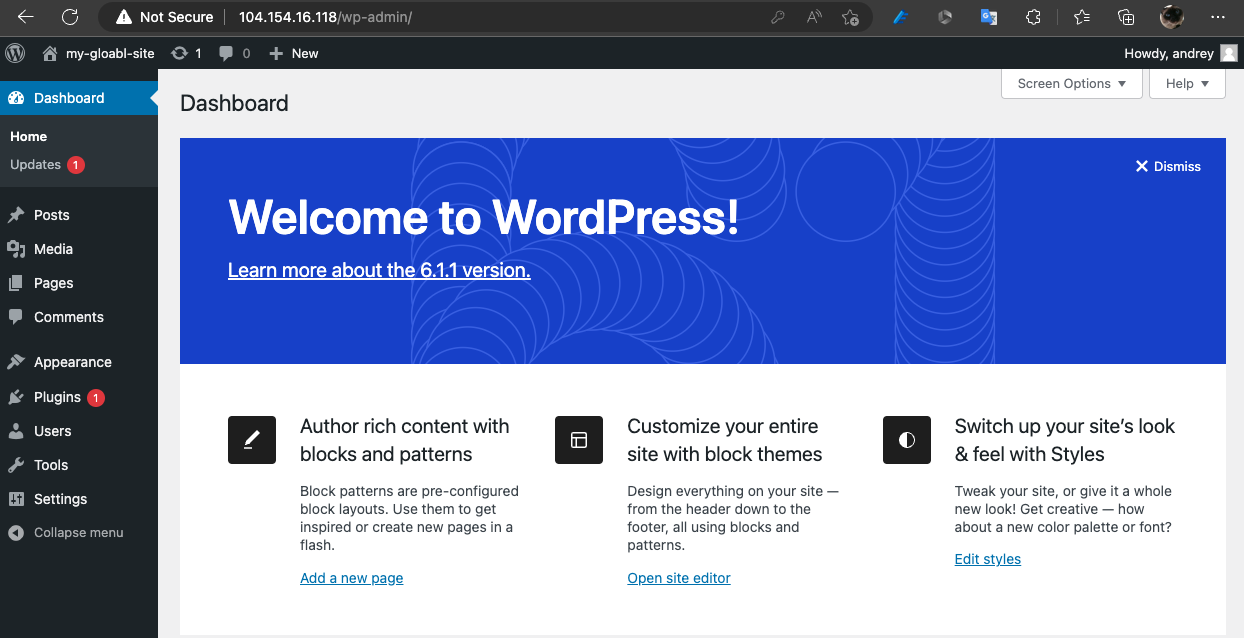 Not Secure 104.154.16.118/wp-admin/
my-gloabl-site 1 0 New Howdy, andrey
Screen Options Help
Dashboard
Home
Updates 1
Posts
Media
Pages
Comments
Appearance
Plugins 1
Users
Tools
Settings
Collapse menu
Dashboard
Dismiss
Welcome to WordPress!
Learn more about the 6.1.1 version.
Author rich content with
blocks and patterns
Block patterns are pre-configured
block layouts. Use them to get
inspired or create new pages in a
flash.
Add a new page
Customize your entire
site with block themes
Design everything on your site —
from the header down to the
footer, all using blocks and
patterns.
Open site editor
Switch up your site’s look
& feel with Styles
Tweak your site, or give it a whole
new look! Get creative — how
about a new color palette or font?
Edit styles